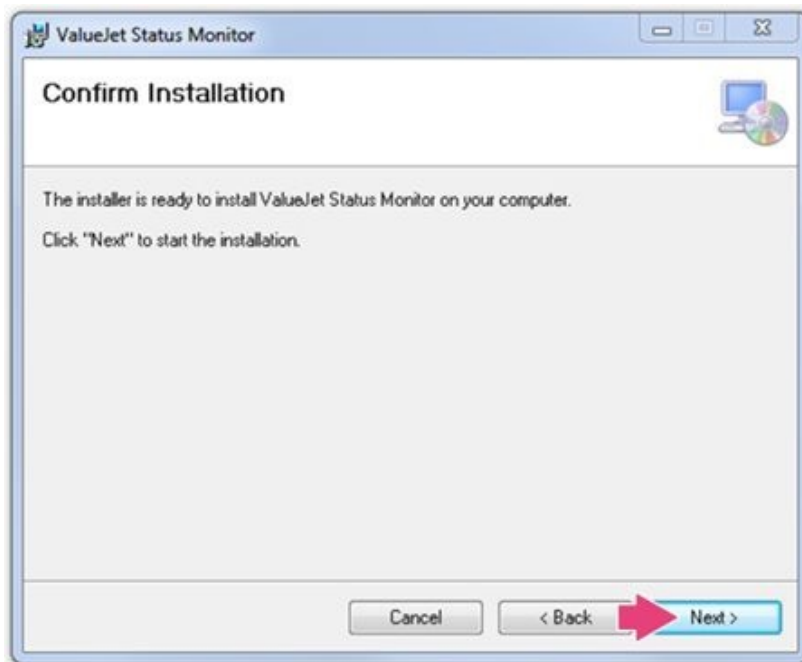 ValueJet Status Monitor
Confirm Installation
The installer is ready to install ValueJet Status Monitor on your computer.
Click "Next" to start the installation.
Cancel
< Back
Next >